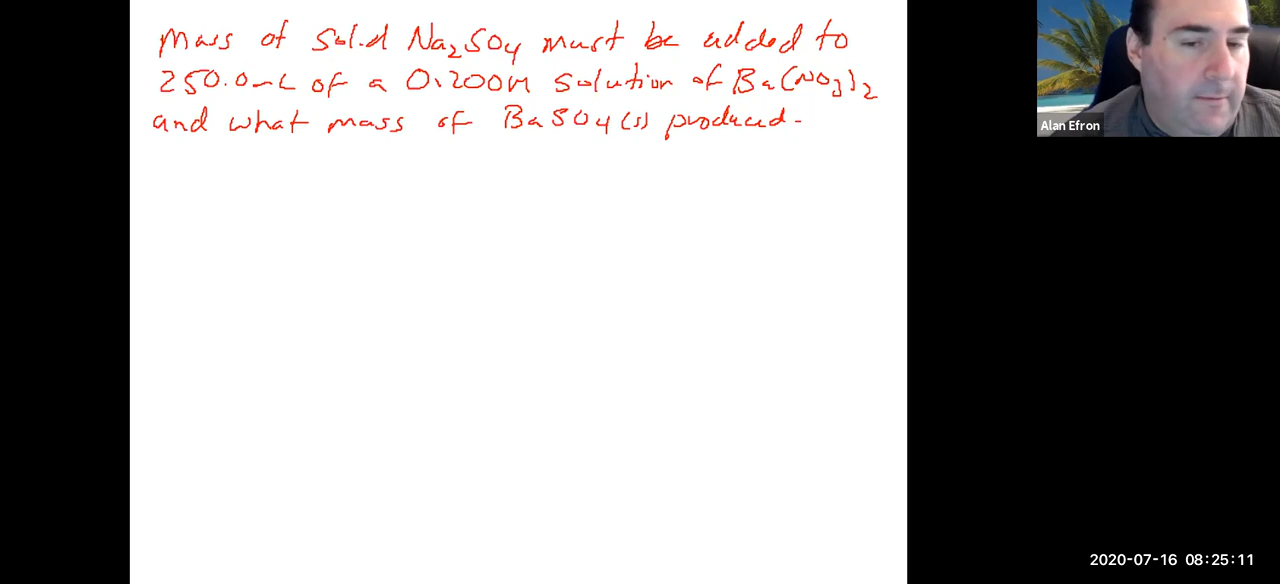 Mass of Solid Na₂SO₄ must be added to
250.0mL of a 0.200M solution of Ba(NO₃)₂
and what mass of BaSO₄(s) produced.
Alan Efron
2020-07-16 08:25:11